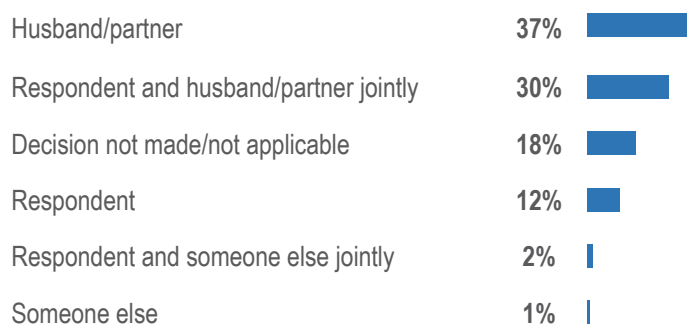 Husband/partner 37%
Respondent and husband/partner jointly 30%
Decision not made/not applicable 18%
Respondent 12%
Respondent and someone else jointly 2%
Someone else 1%